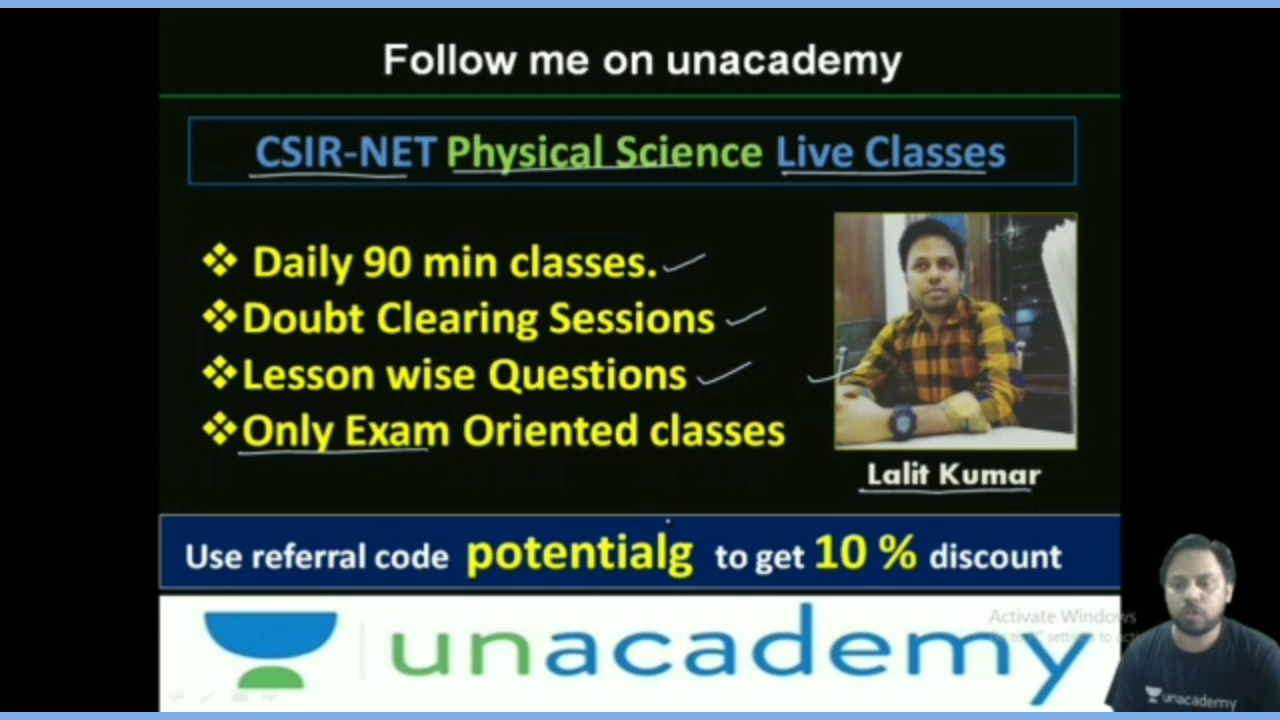 Follow me on unacademy
CSIR-NET Physical Science Live Classes
Daily 90 min classes.
Doubt Clearing Sessions
Lesson wise Questions
Only Exam Oriented classes
Lalit Kumar
Use referral code potentialg to get 10 % discount
Activate Windows
unacademy
unacademy